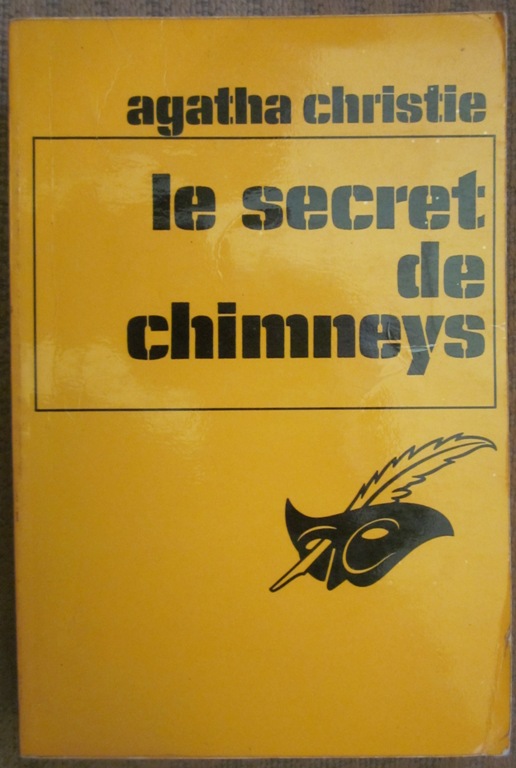 agatha christie
le secret
de
chimneys